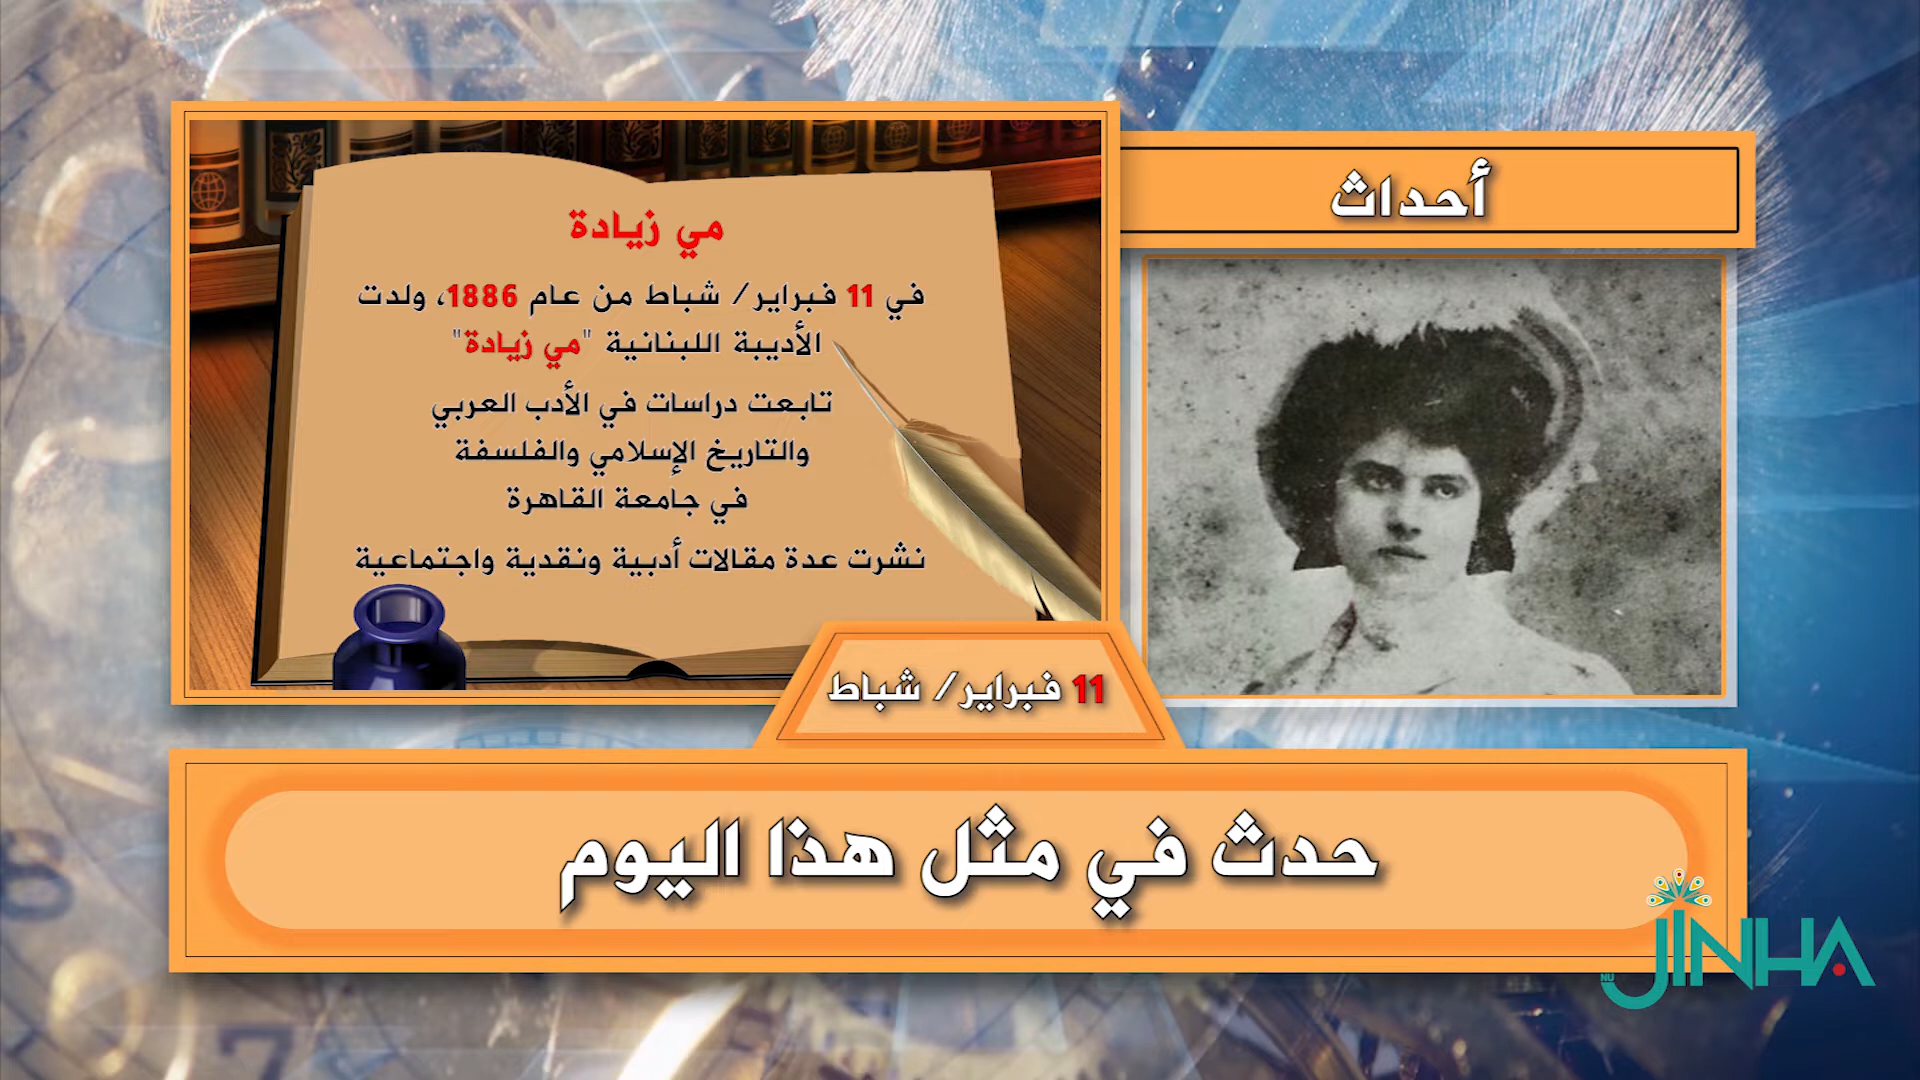 أحداث
مي زيادة
في 11 فبراير/ شباط من عام 1886، ولدت
الأديبة اللبنانية "مي زيادة"
تابعت دراسات في الأدب العربي
والتاريخ الإسلامي والفلسفة
في جامعة القاهرة
نشرت عدة مقالات أدبية ونقدية واجتماعية
11 فبراير/ شباط
حدث في مثل هذا اليوم
NU JINHA